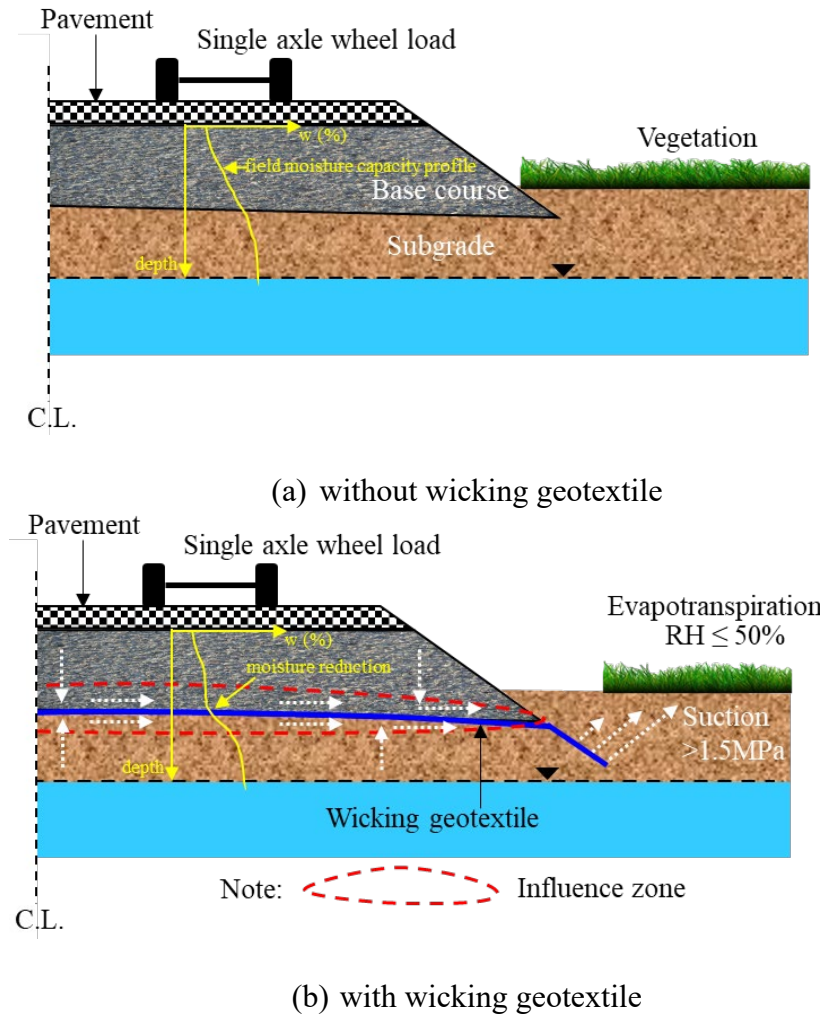 Pavement
Single axle wheel load
w (%)
field moisture capacity profile
Vegetation
Base course
Subgrade
depth
C.L.
(a) without wicking geotextile
Pavement
Single axle wheel load
Evapotranspiration
RH ≤ 50%
w (%)
moisture reduction
Suction
>1.5MPa
depth
Wicking geotextile
Note:
Influence zone
C.L.
(b) with wicking geotextile